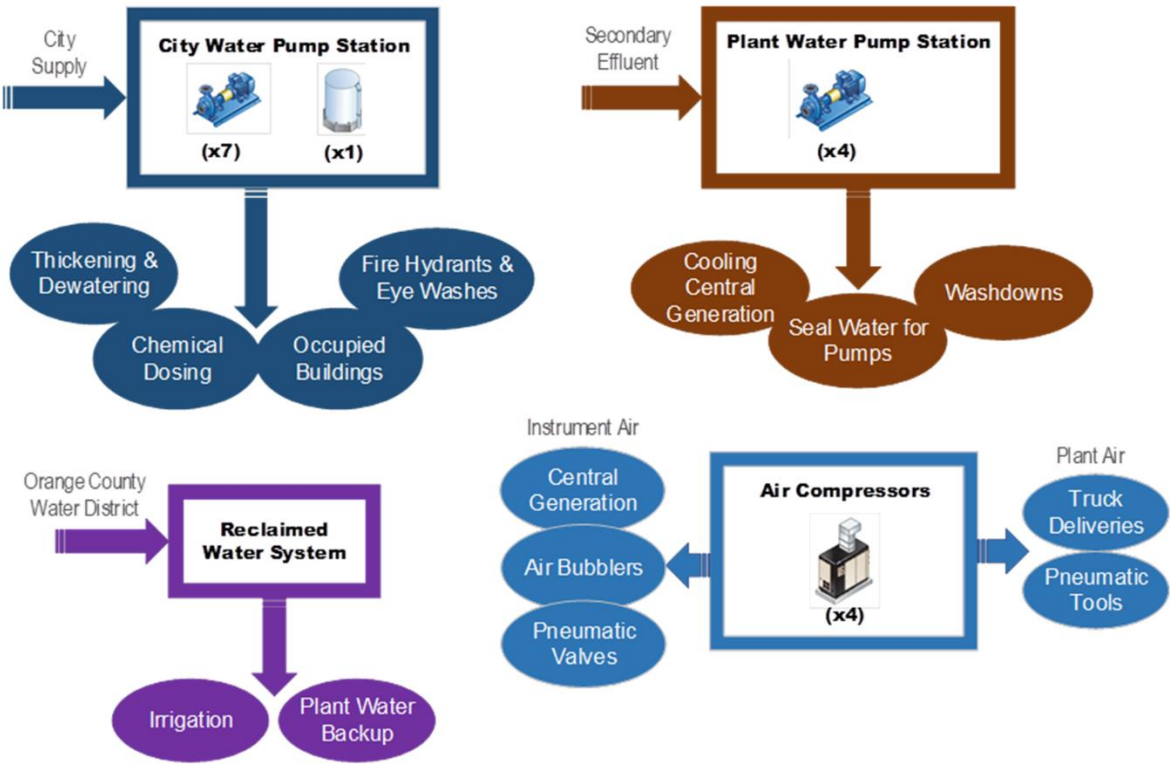 City
Supply
City Water Pump Station
(x7)
(x1)
Thickening &
Dewatering
Chemical
Dosing
Occupied
Buildings
Fire Hydrants &
Eye Washes
Secondary
Effluent
Plant Water Pump Station
(x4)
Cooling
Central
Generation
Seal Water for
Pumps
Washdowns
Orange County
Water District
Reclaimed
Water System
Irrigation
Plant Water
Backup
Instrument Air
Central
Generation
Air Bubblers
Pneumatic
Valves
Air Compressors
(x4)
Plant Air
Truck
Deliveries
Pneumatic
Tools